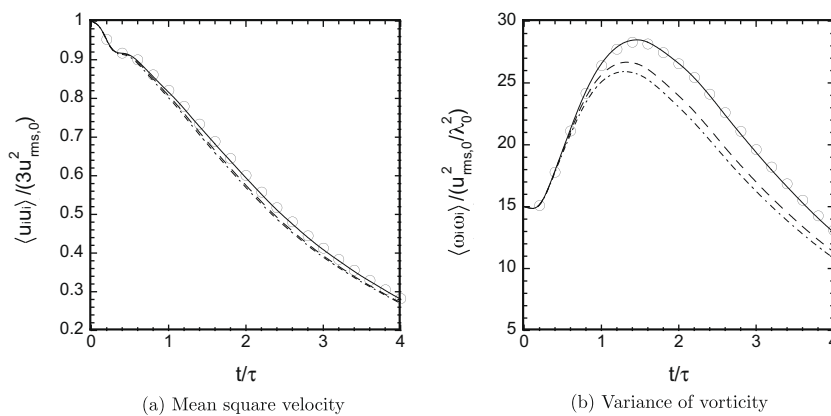 1
0.9
0.8
0.7
0.6
0.5
0.4
0.3
0.2
0 1 2 3 4
⟨uᵢuᵢ⟩/(3u²rms,0)
t/τ
(a) Mean square velocity
30
25
20
15
10
5
0 1 2 3 4
⟨ωᵢωᵢ⟩/(u²rms,0/λ²0)
t/τ
(b) Variance of vorticity